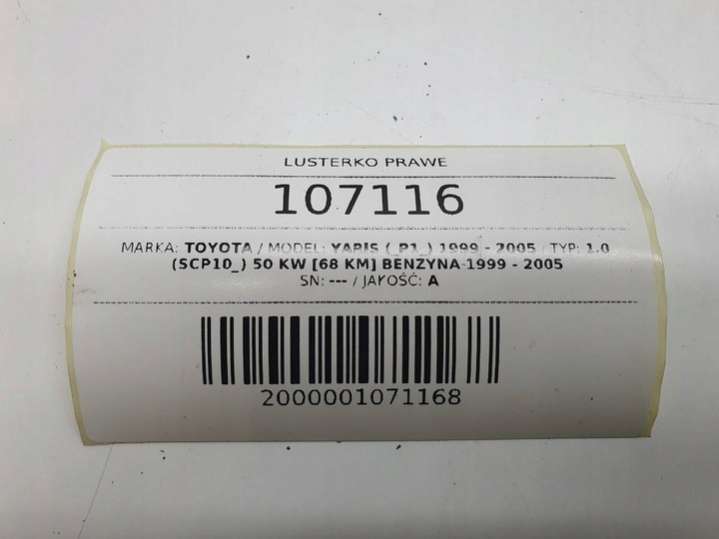 LUSTERKO PRAWE
107116
MARKA: TOYOTA / MODEL: YARIS (_P1_) 1999 - 2005 / TYP: 1.0
(SCP10_) 50 KW [68 KM] BENZYNA 1999 - 2005
SN: --- / JAKOŚĆ: A
2000001071168